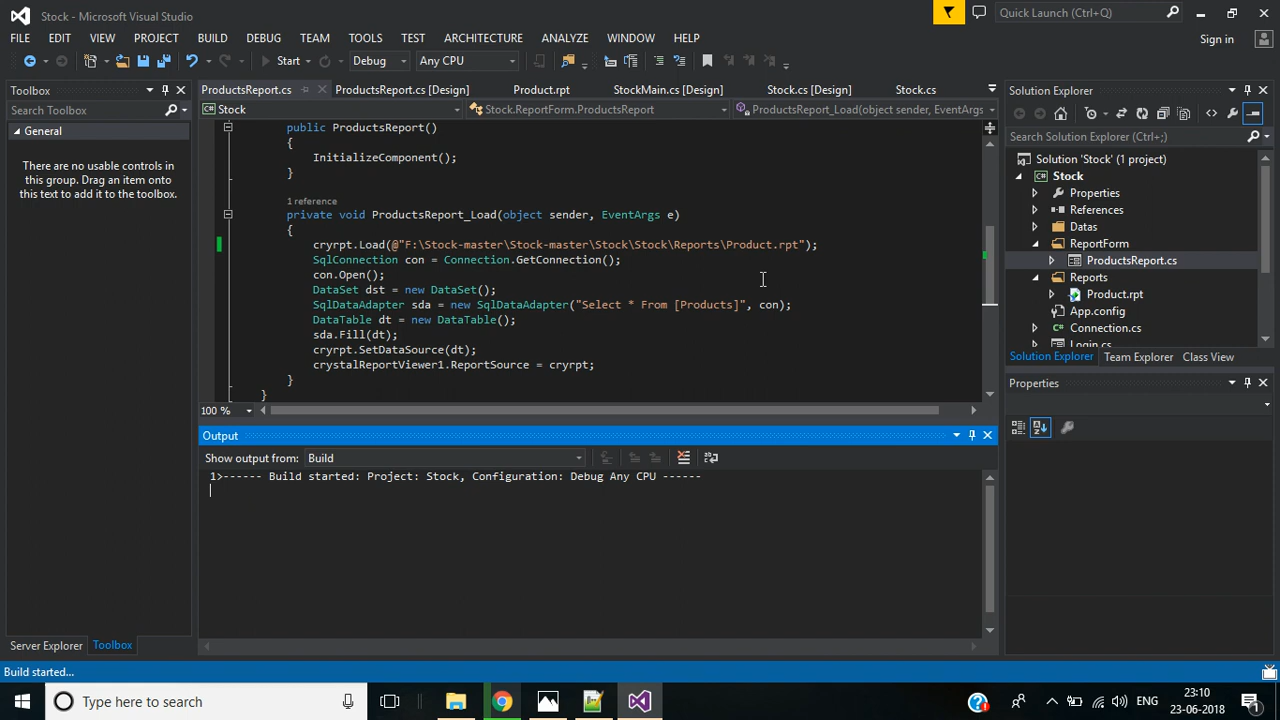 Stock - Microsoft Visual Studio
Quick Launch (Ctrl+Q)
FILE EDIT VIEW PROJECT BUILD DEBUG TEAM TOOLS TEST ARCHITECTURE ANALYZE WINDOW HELP
Sign in
Start Debug Any CPU
Toolbox
Search Toolbox
General
There are no usable controls in
this group. Drag an item onto
this text to add it to the toolbox.
Server Explorer Toolbox
ProductsReport.cs ProductsReport.cs [Design] Product.rpt StockMain.cs [Design] Stock.cs [Design] Stock.cs
C# Stock Stock.ReportForm.ProductsReport ProductsReport_Load(object sender, EventArgs
public ProductsReport()
{
InitializeComponent();
}
1 reference
private void ProductsReport_Load(object sender, EventArgs e)
{
cryrpt.Load(@"F:\Stock-master\Stock-master\Stock\Stock\Reports\Product.rpt");
SqlConnection con = Connection.GetConnection();
con.Open();
DataSet dst = new DataSet();
SqlDataAdapter sda = new SqlDataAdapter("Select * From [Products]", con);
DataTable dt = new DataTable();
sda.Fill(dt);
cryrpt.SetDataSource(dt);
crystalReportViewer1.ReportSource = cryrpt;
}
}
100 %
Output
Show output from: Build
1>------ Build started: Project: Stock, Configuration: Debug Any CPU ------
Solution Explorer
Search Solution Explorer (Ctrl+;)
Solution 'Stock' (1 project)
C# Stock
Properties
References
Datas
ReportForm
ProductsReport.cs
Reports
Product.rpt
App.config
Connection.cs
Login.cs
Solution Explorer Team Explorer Class View
Properties
Build started...
Type here to search
ENG
23:10
23-06-2018
1